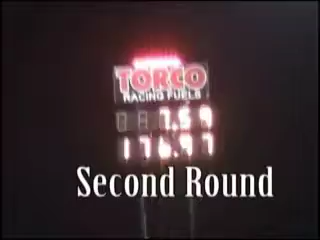 TORCO
RACING FUELS
7.59
176.97
Second Round